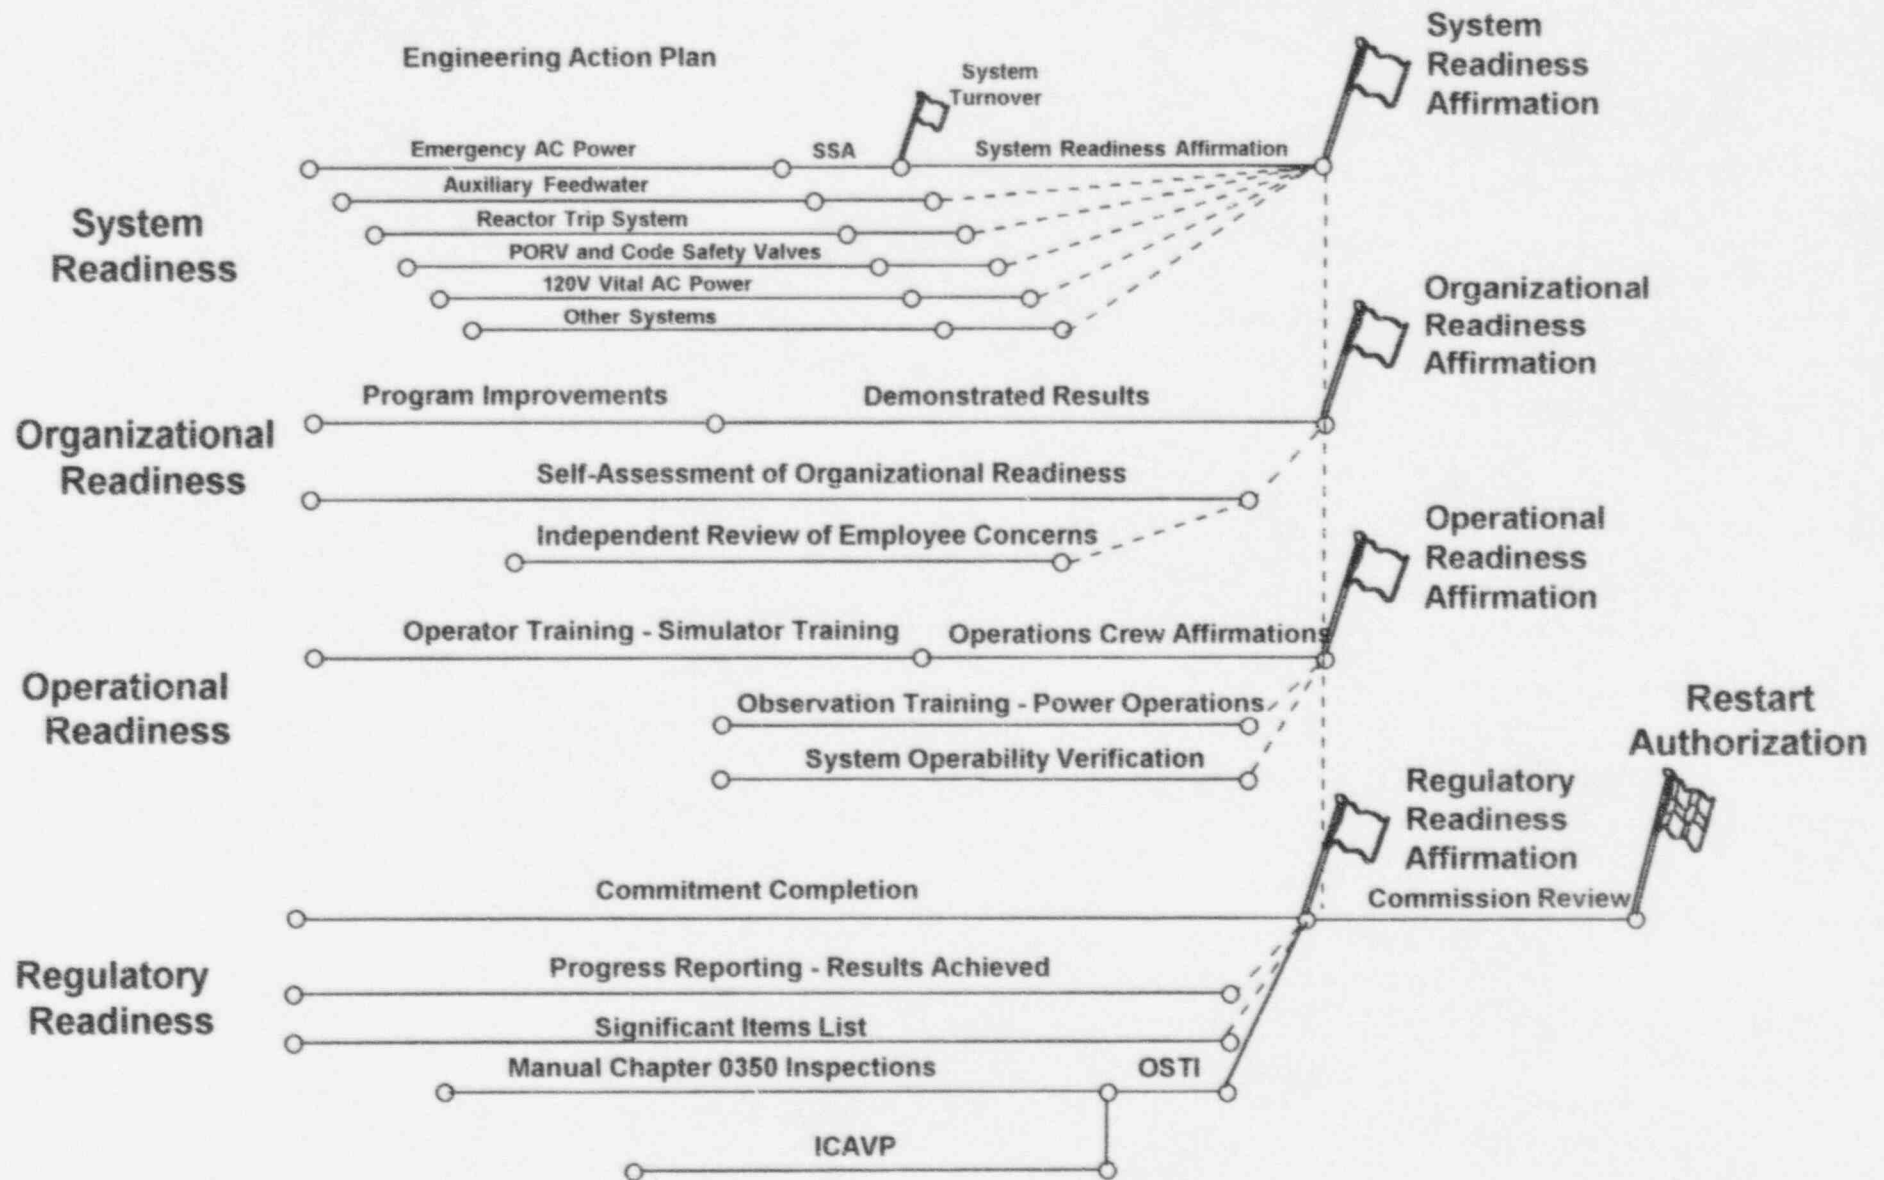 Engineering Action Plan
System
Turnover
System
Readiness
Affirmation
Emergency AC Power
SSA
System Readiness Affirmation
Auxiliary Feedwater
Reactor Trip System
PORV and Code Safety Valves
120V Vital AC Power
Other Systems
System
Readiness
Organizational
Readiness
Affirmation
Program Improvements
Demonstrated Results
Organizational
Readiness
Self-Assessment of Organizational Readiness
Independent Review of Employee Concerns
Operational
Readiness
Affirmation
Operator Training - Simulator Training
Operations Crew Affirmations
Operational
Readiness
Observation Training - Power Operations
System Operability Verification
Restart
Authorization
Regulatory
Readiness
Affirmation
Commitment Completion
Commission Review
Regulatory
Readiness
Progress Reporting - Results Achieved
Significant Items List
Manual Chapter 0350 Inspections
OSTI
ICAVP